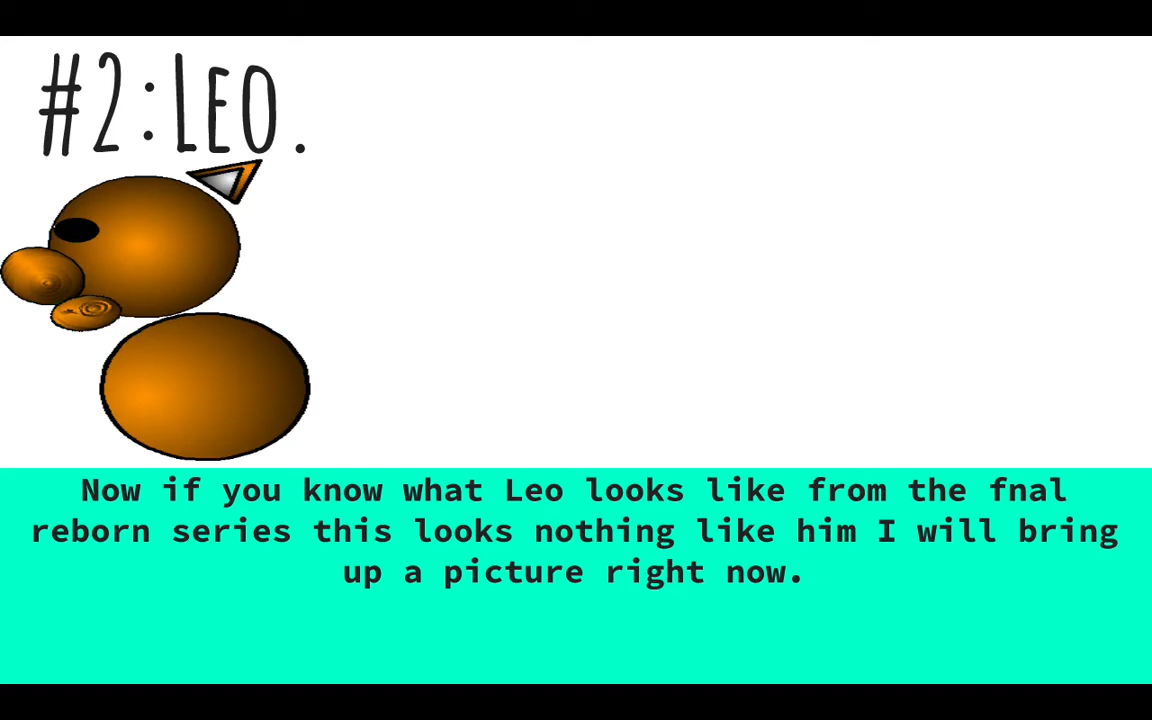 #2:LEO.
Now if you know what Leo looks like from the fnal
reborn series this looks nothing like him I will bring
up a picture right now.